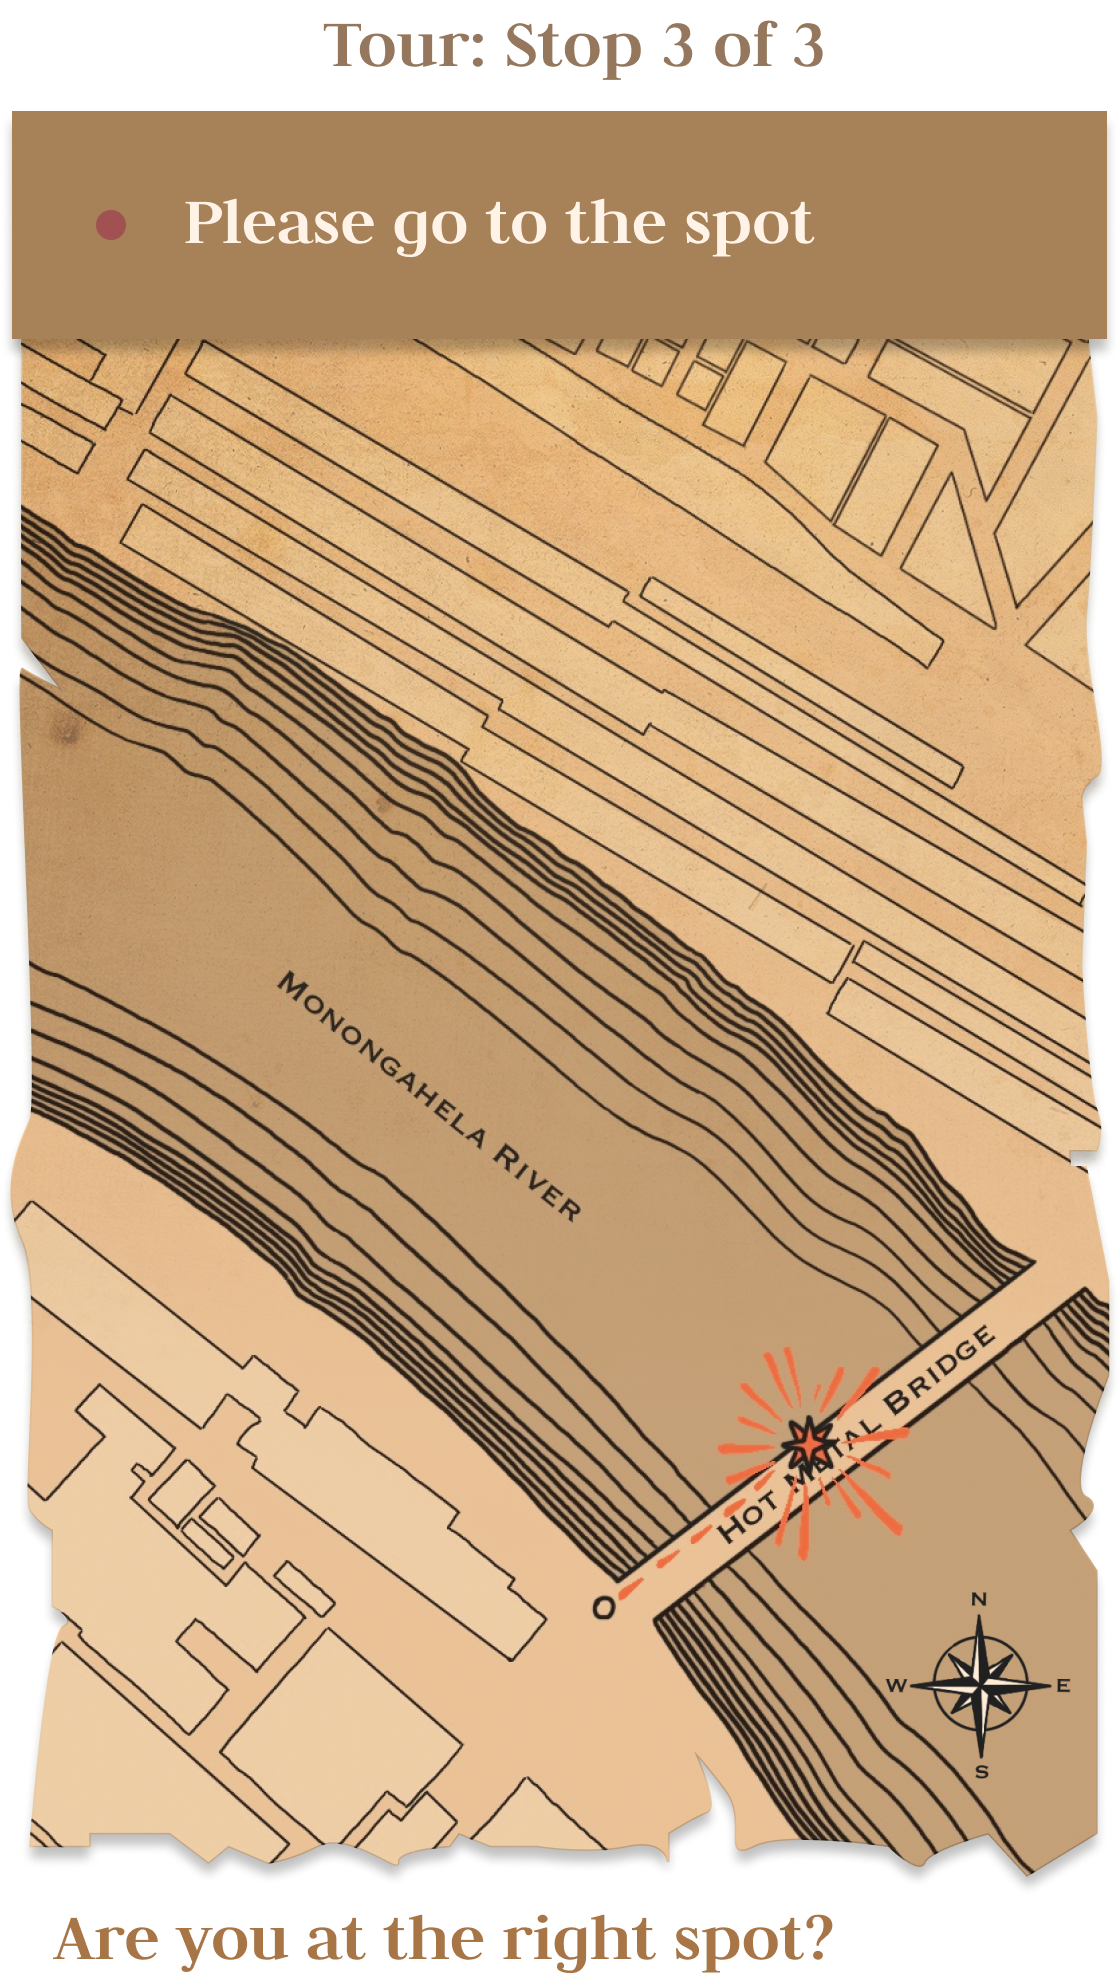 Tour: Stop 3 of 3
Please go to the spot
MONONGAHELA RIVER
HOT METAL BRIDGE
N
W E
S
Are you at the right spot?